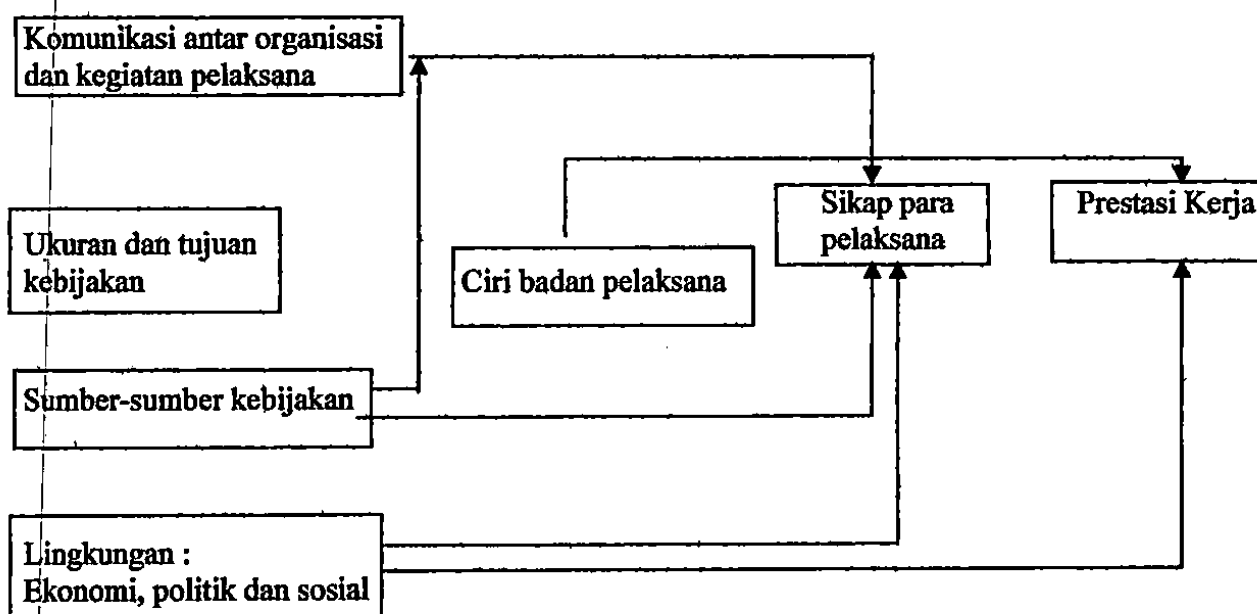 Komunikasi antar organisasi
dan kegiatan pelaksana
Ukuran dan tujuan
kebijakan
Ciri badan pelaksana
Sikap para
pelaksana
Prestasi Kerja
Sumber-sumber kebijakan
Lingkungan :
Ekonomi, politik dan sosial